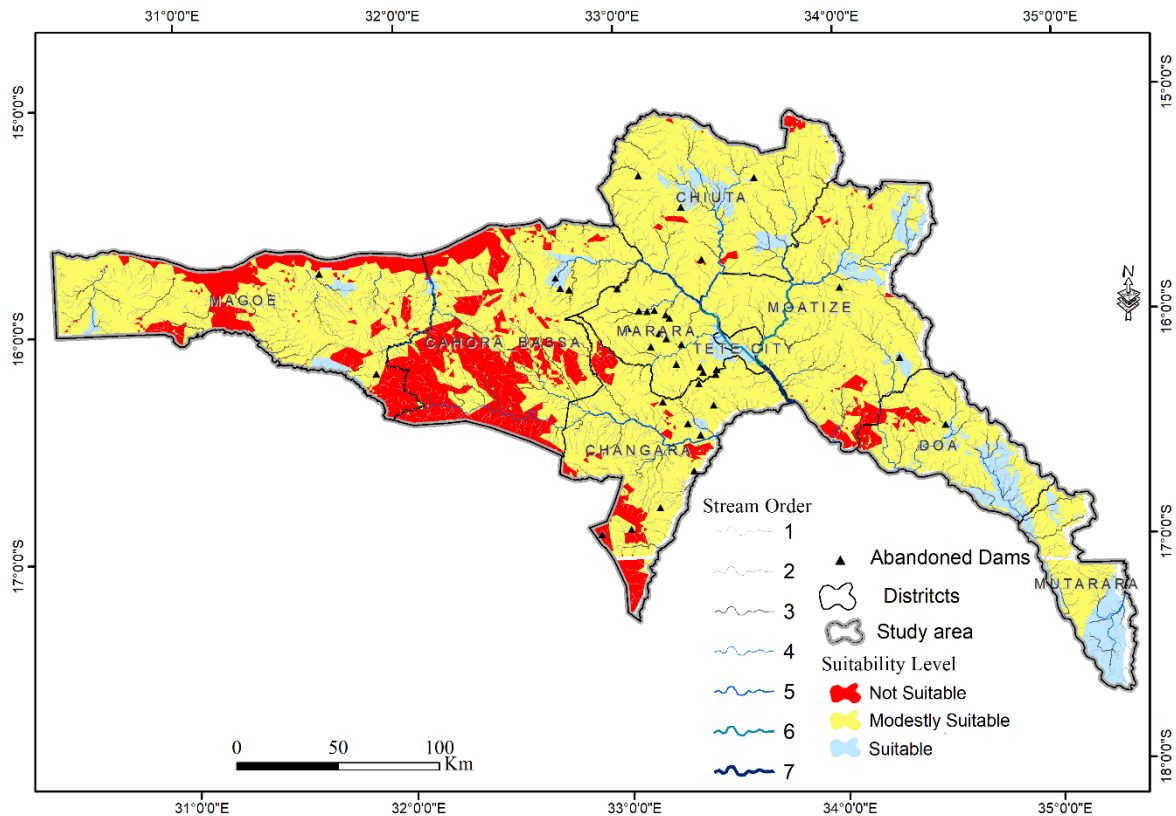 31°0'0"E 32°0'0"E 33°0'0"E 34°0'0"E 35°0'0"E
15°0'0"S
15°0'0"S
CHIUTA
N
MAGOE
MOATIZE
16°0'0"S
MARARA
16°0'0"S
CAHORA_BASSA
TETE CITY
CHANGARA
DOA
Stream Order
1
2
3
4
5
6
7
Abandoned Dams
Distritcts
Study area
Suitability Level
Not Suitable
Modestly Suitable
Suitable
17°0'0"S
17°0'0"S
MUTARARA
0 50 100
Km
18°0'0"S
31°0'0"E 32°0'0"E 33°0'0"E 34°0'0"E 35°0'0"E